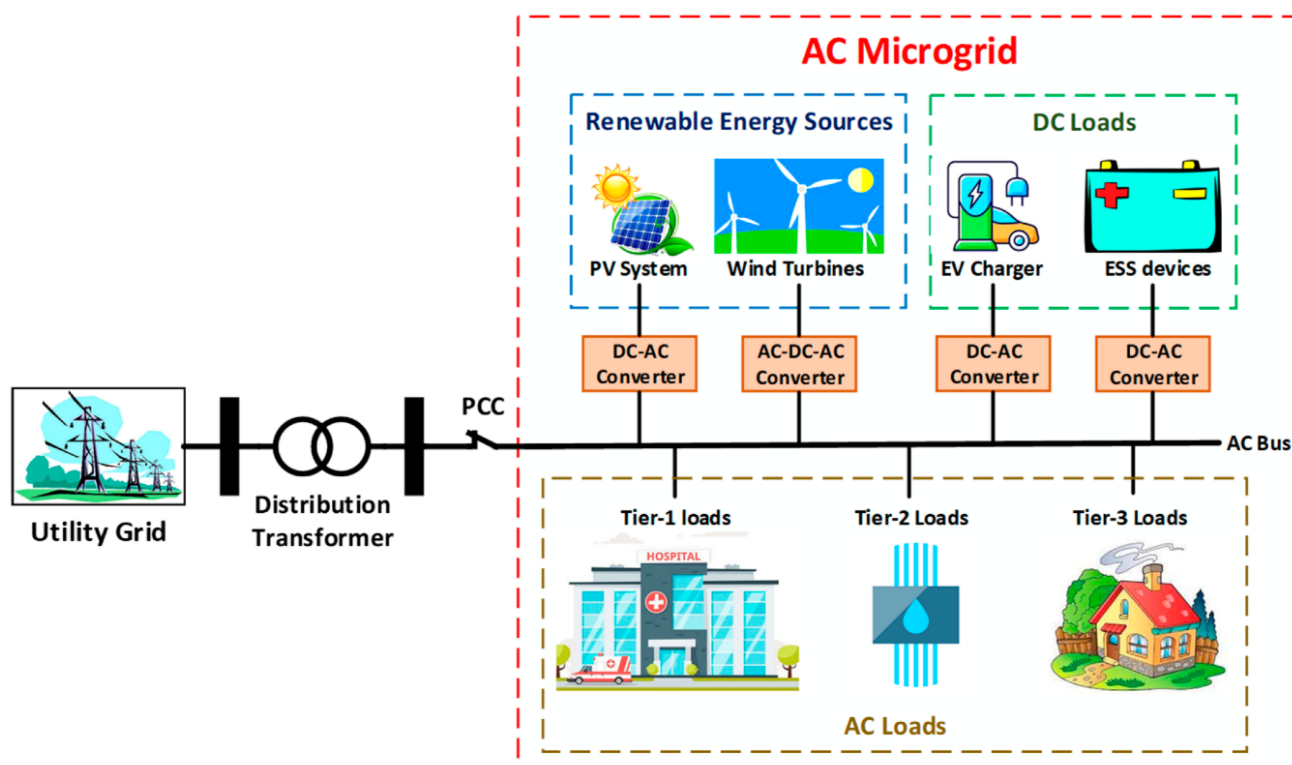 AC Microgrid
Renewable Energy Sources
DC Loads
PV System
Wind Turbines
EV Charger
ESS devices
DC-AC
Converter
AC-DC-AC
Converter
DC-AC
Converter
DC-AC
Converter
PCC
AC Bus
Utility Grid
Distribution
Transformer
Tier-1 loads
Tier-2 Loads
Tier-3 Loads
HOSPITAL
AC Loads